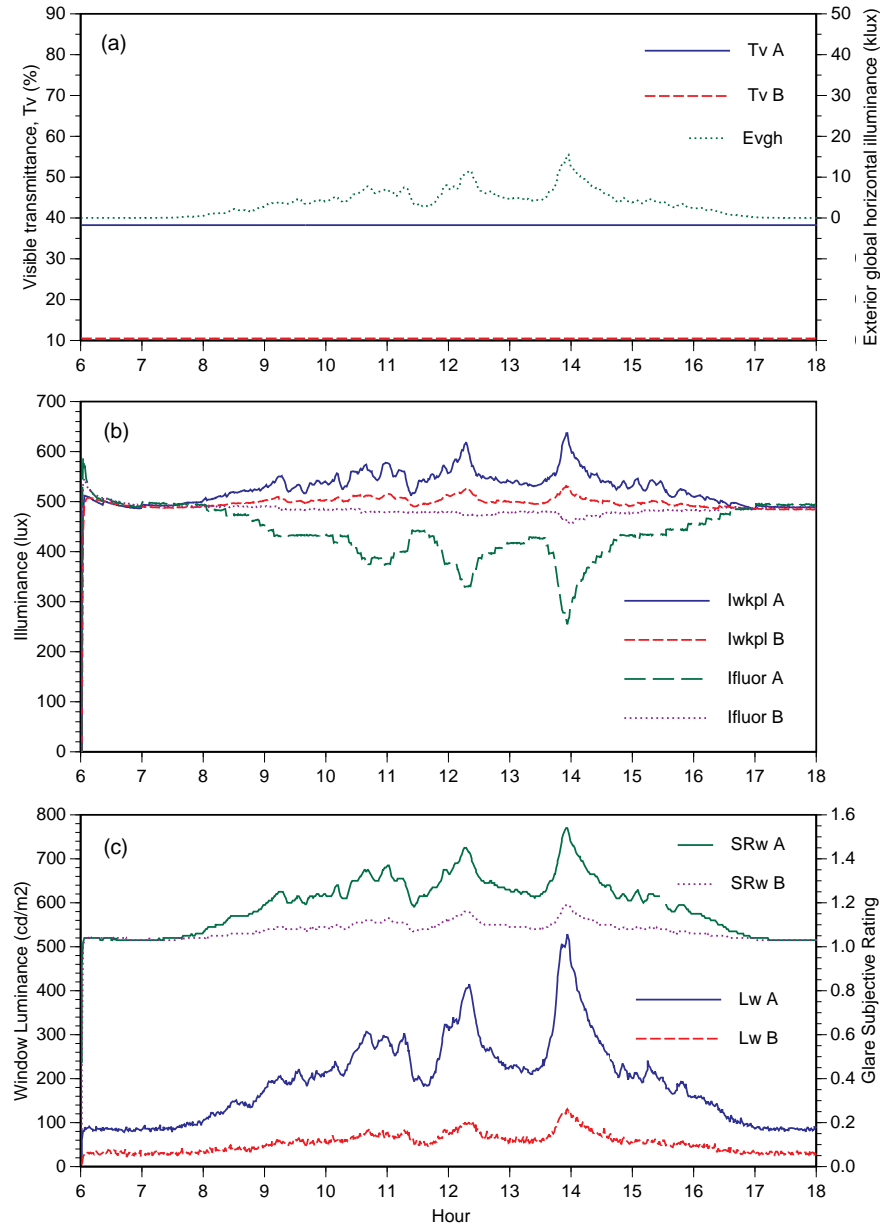 (a)
Visible transmittance, Tv (%)
90
80
70
60
50
40
30
20
10
Tv A
Tv B
Evgh
50
40
30
20
10
0
Exterior global horizontal illuminance (klux)
6 7 8 9 10 11 12 13 14 15 16 17 18
(b)
Illuminance (lux)
700
600
500
400
300
200
100
0
Iwkpl A
Iwkpl B
Ifluor A
Ifluor B
6 7 8 9 10 11 12 13 14 15 16 17 18
(c)
Window Luminance (cd/m2)
800
700
600
500
400
300
200
100
0
SRw A
SRw B
Lw A
Lw B
1.6
1.4
1.2
1.0
0.8
0.6
0.4
0.2
0.0
Glare Subjective Rating
6 7 8 9 10 11 12 13 14 15 16 17 18
Hour